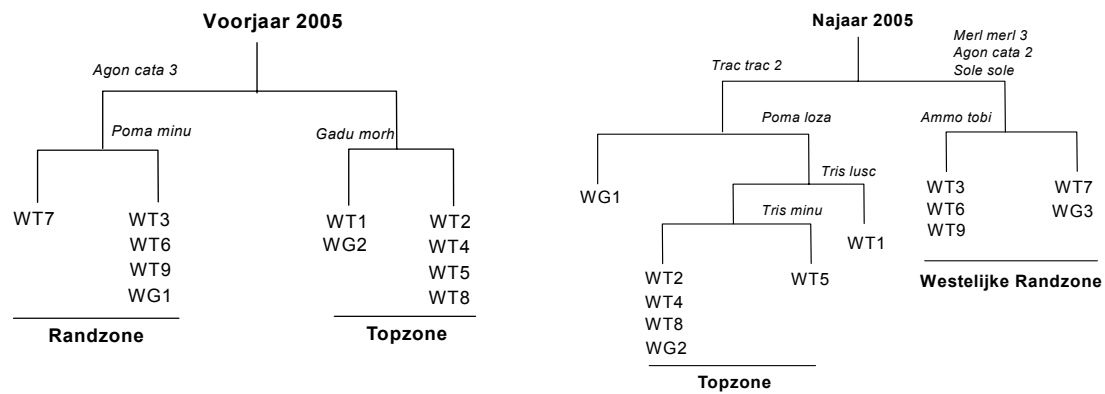 Voorjaar 2005
Agon cata 3
Poma minu
Gadu morh
WT7
WT3
WT6
WT9
WG1
WT1
WG2
WT2
WT4
WT5
WT8
Randzone
Topzone
Najaar 2005
Merl merl 3
Agon cata 2
Sole sole
Trac trac 2
Poma loza
Ammo tobi
Tris lusc
Tris minu
WG1
WT2
WT4
WT8
WG2
WT5
WT1
WT3
WT6
WT9
WT7
WG3
Westelijke Randzone
Topzone